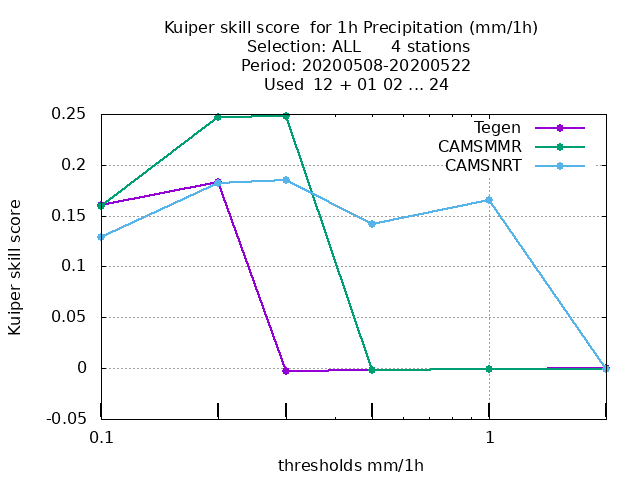 Kuiper skill score  for 1h Precipitation (mm/1h)
Selection: ALL      4 stations
Period: 20200508-20200522
Used  12 + 01 02 ... 24
Tegen
CAMSMMR
CAMSNRT
Kuiper skill score
0.25
0.2
0.15
0.1
0.05
0
-0.05
0.1
1
thresholds mm/1h